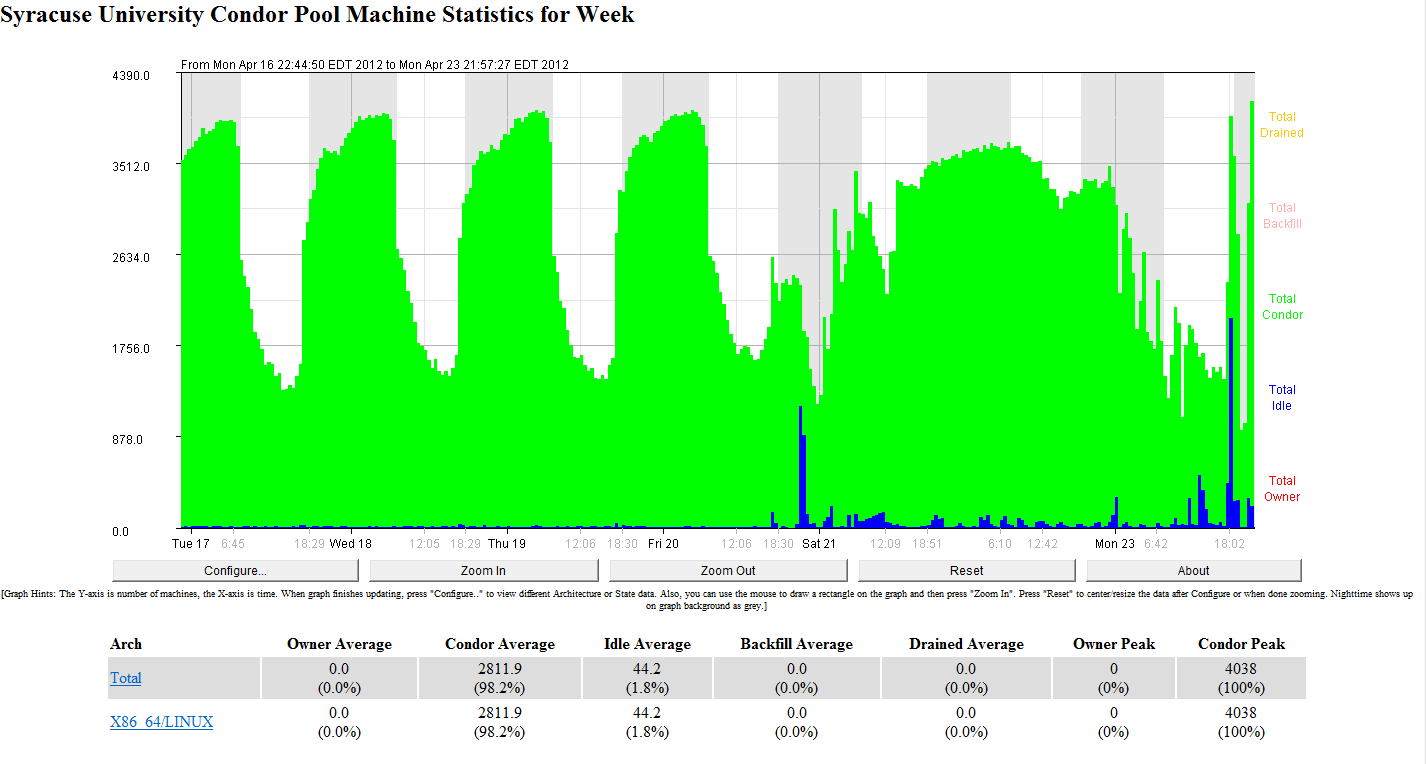 Syracuse University Condor Pool Machine Statistics for Week
From Mon Apr 16 22:44:50 EDT 2012 to Mon Apr 23 21:57:27 EDT 2012
4390.0
3512.0
2634.0
1756.0
878.0
0.0
Total
Drained
Total
Backfill
Total
Condor
Total
Idle
Total
Owner
Tue 17 6:45 18:29 Wed 18 12:05 18:29 Thu 19 12:06 18:30 Fri 20 12:06 18:30 Sat 21 12:09 18:51 6:10 12:42 Mon 23 6:42 18:02
Configure... Zoom In Zoom Out Reset About
[Graph Hints: The Y-axis is number of machines, the X-axis is time. When graph finishes updating, press "Configure.." to view different Architecture or State data. Also, you can use the mouse to draw a rectangle on the graph and then press "Zoom In". Press "Reset" to center/resize the data after Configure or when done zooming. Nighttime shows up
on graph background as grey.]
Arch Owner Average Condor Average Idle Average Backfill Average Drained Average Owner Peak Condor Peak
Total 0.0 2811.9 44.2 0.0 0.0 0 4038
(0.0%) (98.2%) (1.8%) (0.0%) (0.0%) (0%) (100%)
X86_64/LINUX 0.0 2811.9 44.2 0.0 0.0 0 4038
(0.0%) (98.2%) (1.8%) (0.0%) (0.0%) (0%) (100%)